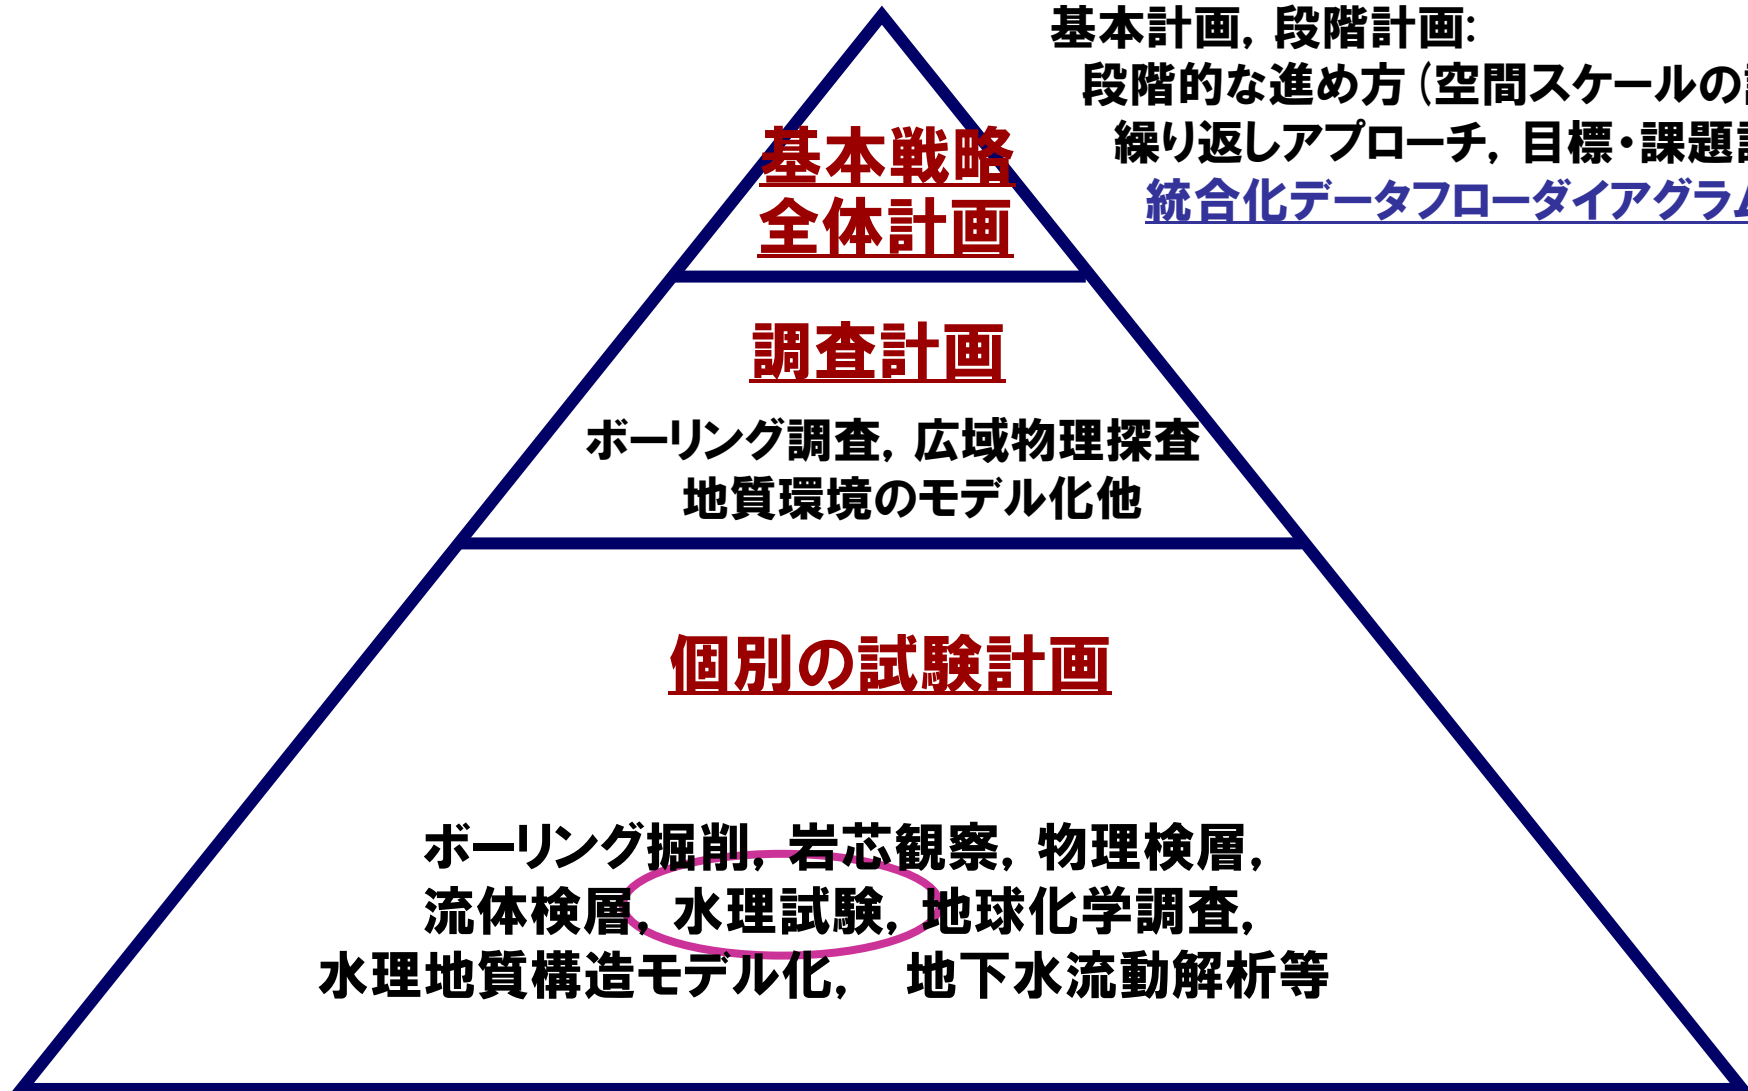 基本計画，段階計画:
段階的な進め方（空間スケールの
繰り返しアプローチ，目標・課題
統合化データフローダイアグラム
基本戦略
全体計画
調査計画
ボーリング調査，広域物理探査
地質環境のモデル化他
個別の試験計画
ボーリング掘削，岩芯観察，物理検層，
流体検層，水理試験，地球化学調査，
水理地質構造モデル化，　地下水流動解析等